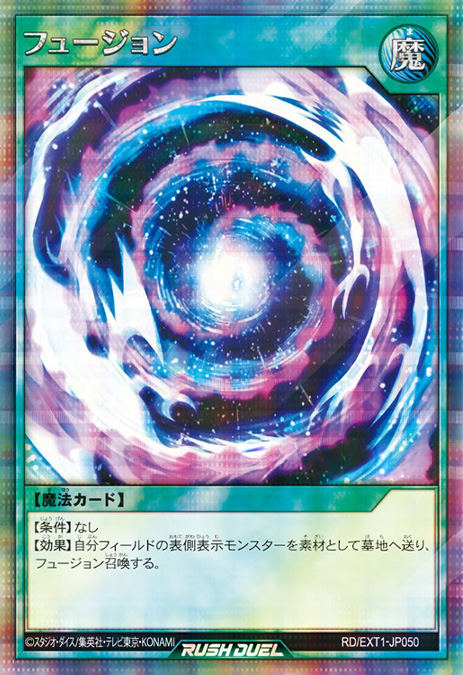 フュージョン
魔
ま
【魔法カード】
【条件】なし
【効果】自分フィールドの表側表示モンスターを素材として墓地へ送り、
フュージョン召喚する。
©スタジオ・ダイス/集英社・テレビ東京・KONAMI
RUSH DUEL
RD/EXT1-JP050